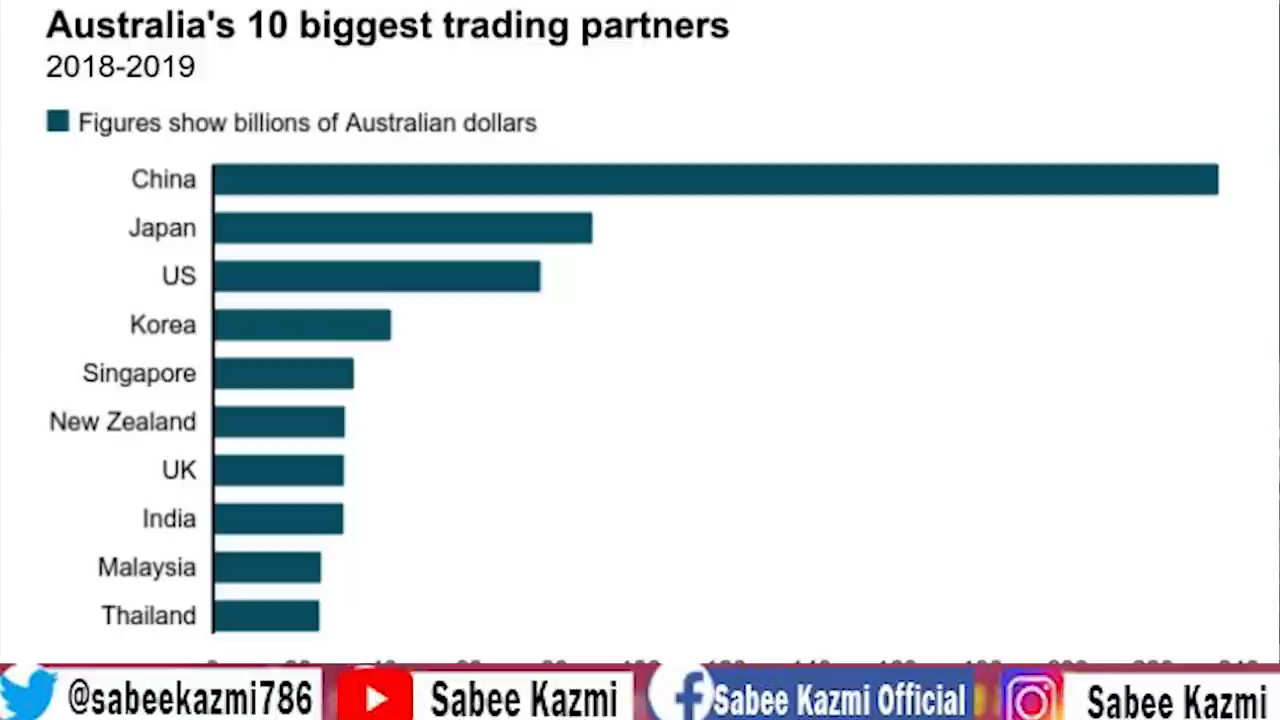 Australia's 10 biggest trading partners
2018-2019
Figures show billions of Australian dollars
China
Japan
US
Korea
Singapore
New Zealand
UK
India
Malaysia
Thailand
@sabeekazmi786 Sabee Kazmi Sabee Kazmi Official Sabee Kazmi